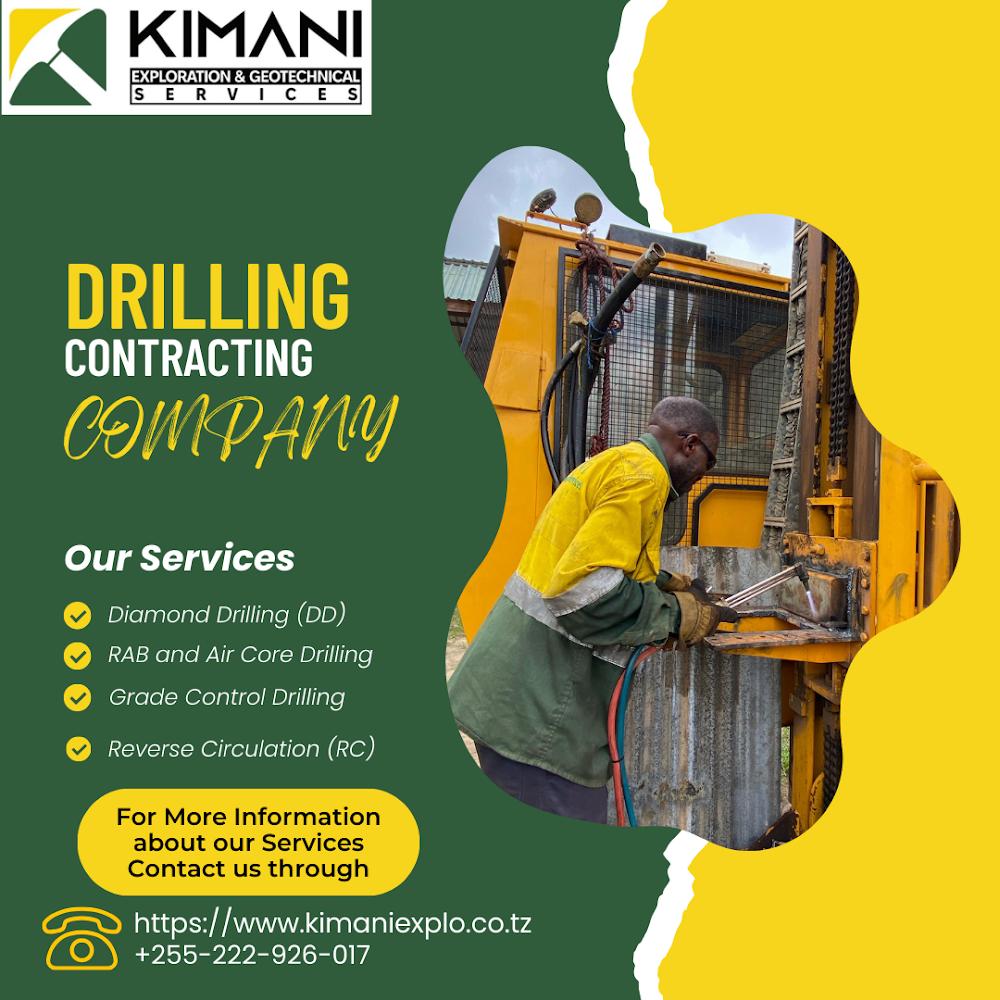 KIMANI
EXPLORATION & GEOTECHNICAL
SERVICES
DRILLING
CONTRACTING
COMPANY
Our Services
Diamond Drilling (DD)
RAB and Air Core Drilling
Grade Control Drilling
Reverse Circulation (RC)
For More Information
about our Services
Contact us through
https://www.kimaniexplo.co.tz
+255-222-926-017